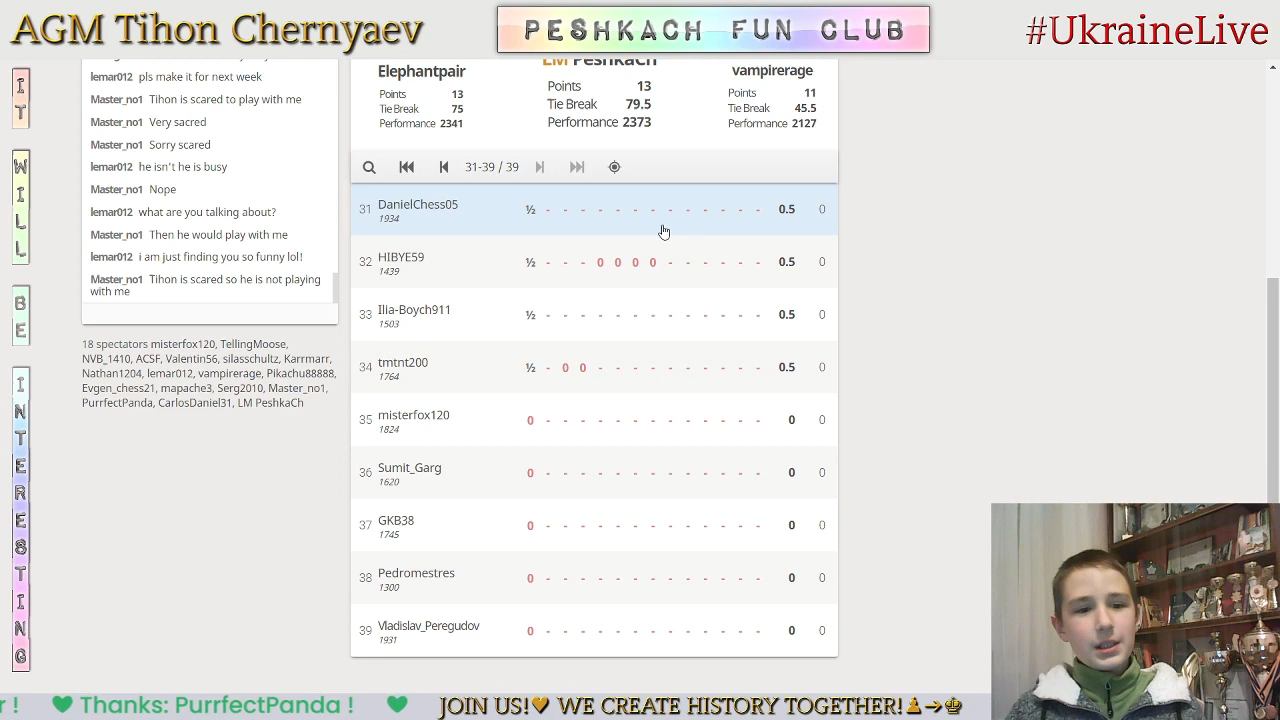 AGM Tihon Chernyaev
PESHKACH FUN CLUB
#UkraineLive
IT
WILL
BE
INTERESTING
lemar012 pls make it for next week
Master_no1 Tihon is scared to play with me
Master_no1 Very sacred
Master_no1 Sorry scared
lemar012 he isn't he is busy
Master_no1 Nope
lemar012 what are you talking about?
Master_no1 Then he would play with me
lemar012 i am just finding you so funny lol!
Master_no1 Tihon is scared so he is not playing
with me
18 spectators misterfox120, TellingMoose,
NVB_1410, ACSF, Valentin56, silasschultz, Karrmarr,
Nathan1204, lemar012, vampirerage, Pikachu88888,
Evgen_chess21, mapache3, Serg2010, Master_no1,
PurrfectPanda, CarlosDaniel31, LM PeshkaCh
Elephantpair
Points 13
Tie Break 75
Performance 2341
LM PeshkaCh
Points 13
Tie Break 79.5
Performance 2373
vampirerage
Points 11
Tie Break 45.5
Performance 2127
31-39 / 39
31 DanielChess05 ½ - - - - - - - - - - - - - 0.5 0
1934
32 HIBYE59 ½ - - - 0 0 0 0 - - - - - - 0.5 0
1439
33 Ilia-Boych911 ½ - - - - - - - - - - - - - 0.5 0
1503
34 tmtnt200 ½ - 0 0 - - - - - - - - - - 0.5 0
1764
35 misterfox120 0 - - - - - - - - - - - - - 0 0
1824
36 Sumit_Garg 0 - - - - - - - - - - - - - 0 0
1620
37 GKB38 0 - - - - - - - - - - - - - 0 0
1745
38 Pedromestres 0 - - - - - - - - - - - - - 0 0
1300
39 Vladislav_Peregudov 0 - - - - - - - - - - - - - 0 0
1931
r ! 💚 Thanks: PurrfectPanda ! 💚 JOIN US!🧡 WE CREATE HISTORY TOGETHER!♟→♚